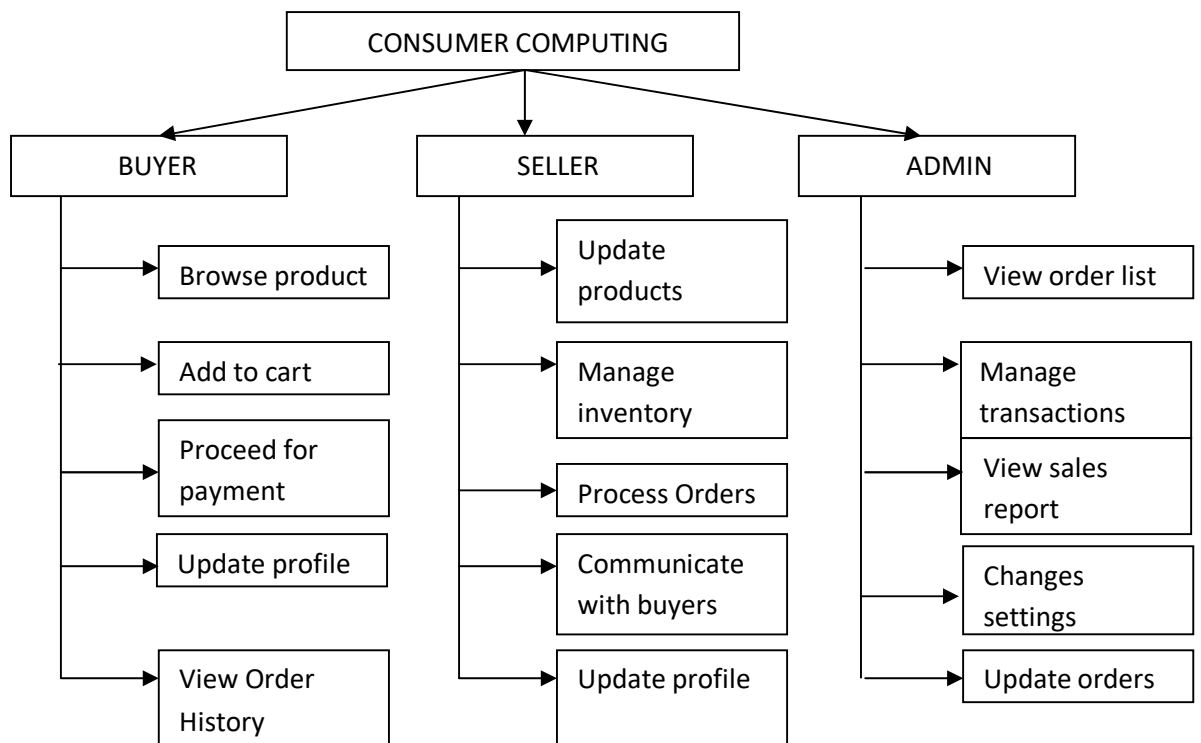 CONSUMER COMPUTING
BUYER
SELLER
ADMIN
Browse product
Add to cart
Proceed for
payment
Update profile
View Order
History
Update
products
Manage
inventory
Process Orders
Communicate
with buyers
Update profile
View order list
Manage
transactions
View sales
report
Changes
settings
Update orders